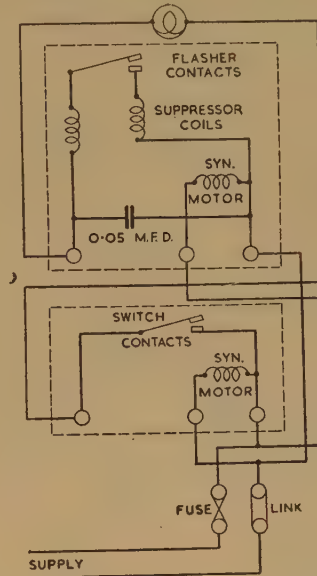 FLASHER
CONTACTS
SUPPRESSOR
COILS
SYN.
MOTOR
0.05 M.F.D.
SWITCH
CONTACTS
SYN.
MOTOR
FUSE
LINK
SUPPLY